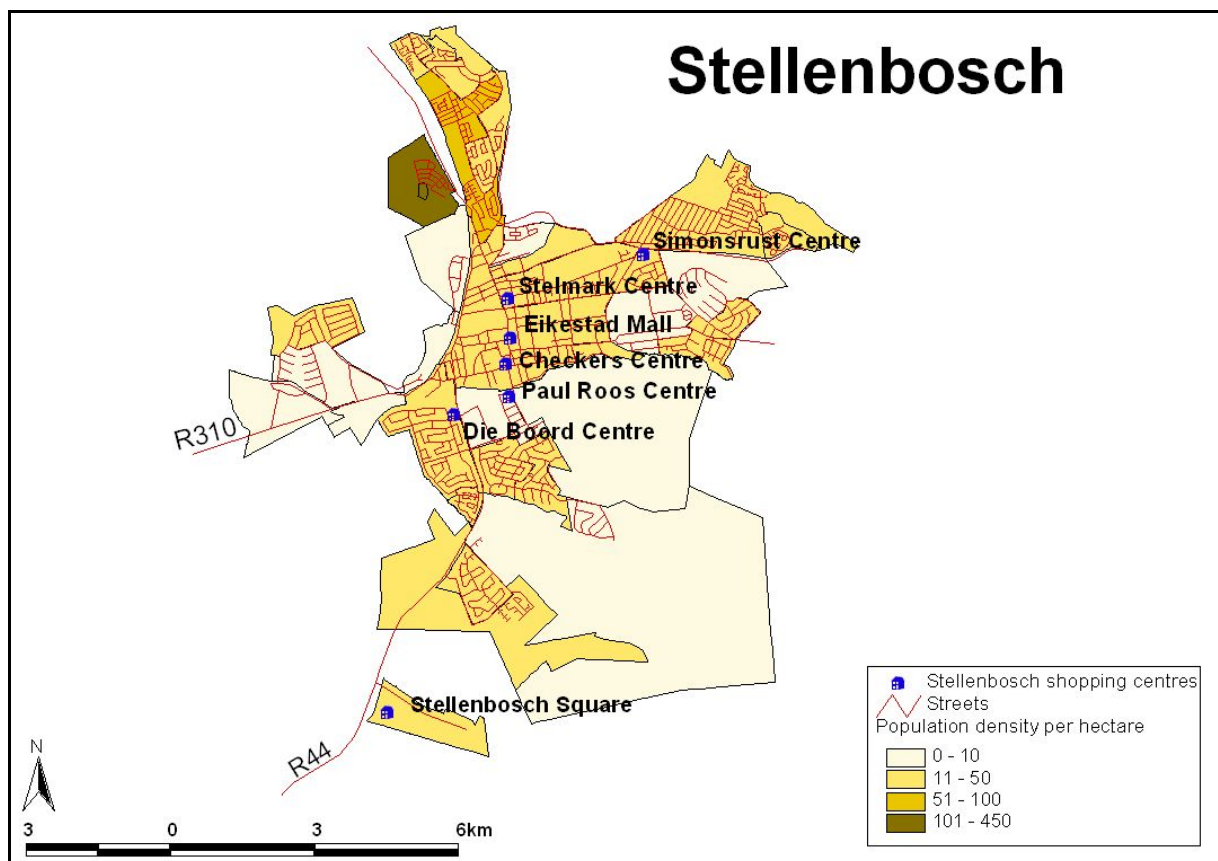 Stellenbosch
Simonsrust Centre
Stelmark Centre
Eikestad Mall
Checkers Centre
Paul Roos Centre
Die Boord Centre
R310
Stellenbosch Square
R44
Stellenbosch shopping centres
Streets
Population density per hectare
0 - 10
11 - 50
51 - 100
101 - 450
N
3 0 3 6km